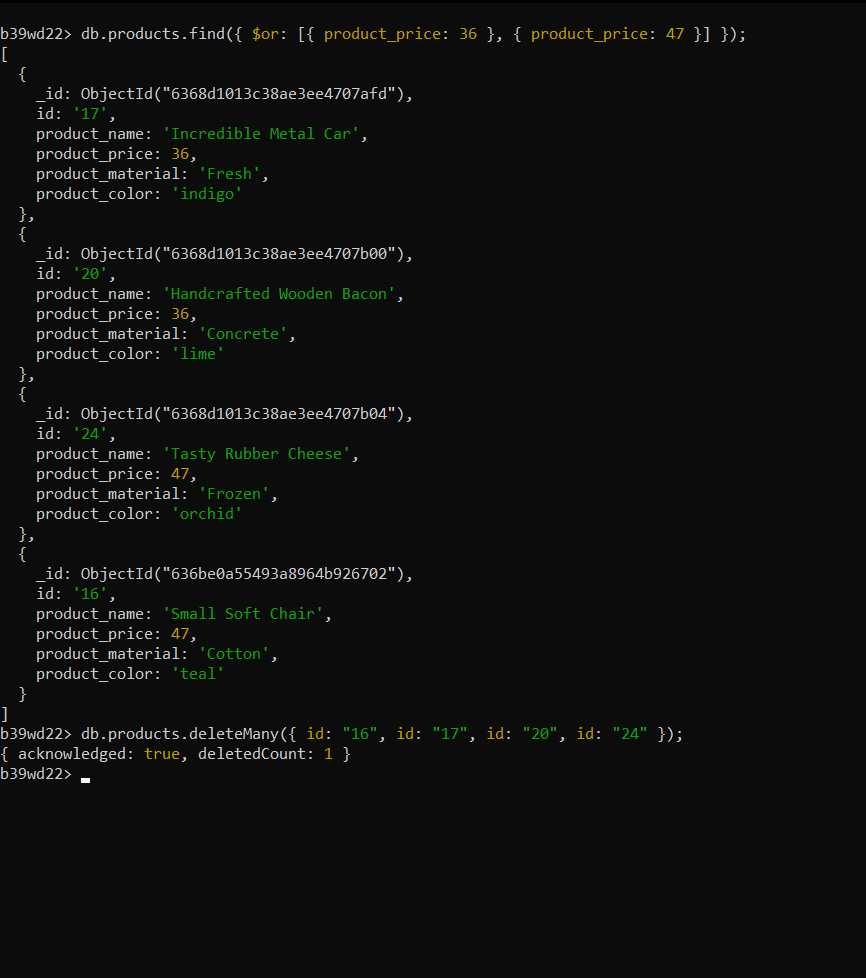 b39wd22> db.products.find({ $or: [{ product_price: 36 }, { product_price: 47 }] });
[
  {
    _id: ObjectId("6368d1013c38ae3ee4707afd"),
    id: '17',
    product_name: 'Incredible Metal Car',
    product_price: 36,
    product_material: 'Fresh',
    product_color: 'indigo'
  },
  {
    _id: ObjectId("6368d1013c38ae3ee4707b00"),
    id: '20',
    product_name: 'Handcrafted Wooden Bacon',
    product_price: 36,
    product_material: 'Concrete',
    product_color: 'lime'
  },
  {
    _id: ObjectId("6368d1013c38ae3ee4707b04"),
    id: '24',
    product_name: 'Tasty Rubber Cheese',
    product_price: 47,
    product_material: 'Frozen',
    product_color: 'orchid'
  },
  {
    _id: ObjectId("636be0a55493a8964b926702"),
    id: '16',
    product_name: 'Small Soft Chair',
    product_price: 47,
    product_material: 'Cotton',
    product_color: 'teal'
  }
]
b39wd22> db.products.deleteMany({ id: "16", id: "17", id: "20", id: "24" });
{ acknowledged: true, deletedCount: 1 }
b39wd22>